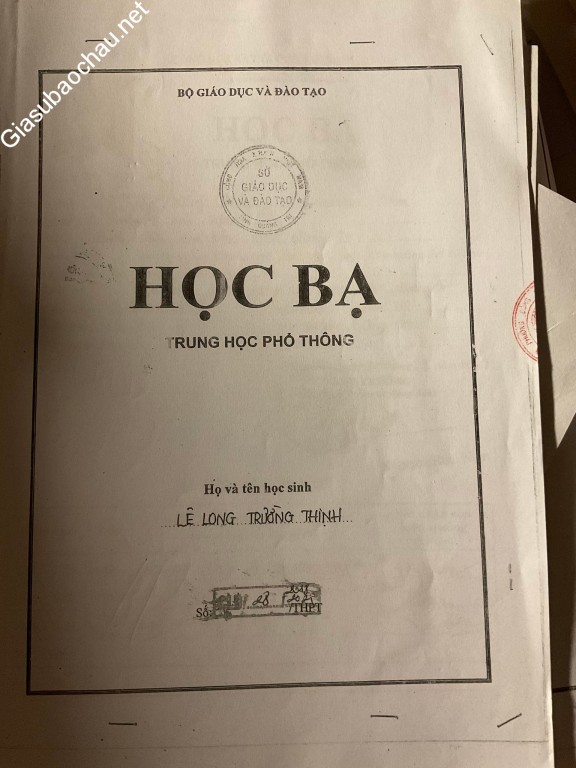 Giasubaochau.net
BỘ GIÁO DỤC VÀ ĐÀO TẠO
SỞ
GIÁO DỤC
VÀ ĐÀO TẠO
HỌC BẠ
TRUNG HỌC PHỔ THÔNG
Họ và tên học sinh
LÊ LONG TRƯỜNG THỊNH
Số:
/THPT